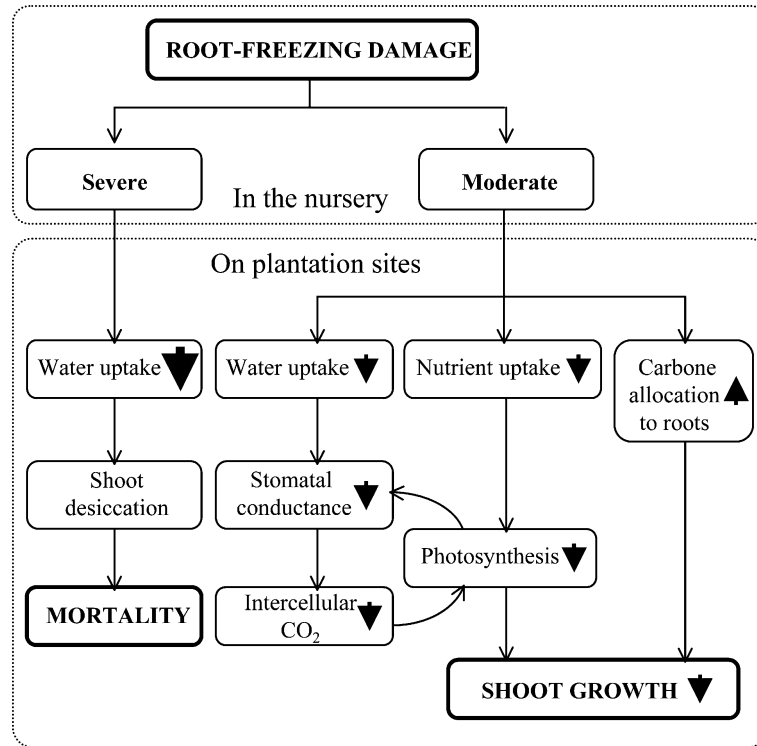 ROOT-FREEZING DAMAGE
Severe
Moderate
In the nursery
On plantation sites
Water uptake
Water uptake
Nutrient uptake
Carbone
allocation
to roots
Shoot
desiccation
Stomatal
conductance
Photosynthesis
MORTALITY
Intercellular
CO₂
SHOOT GROWTH